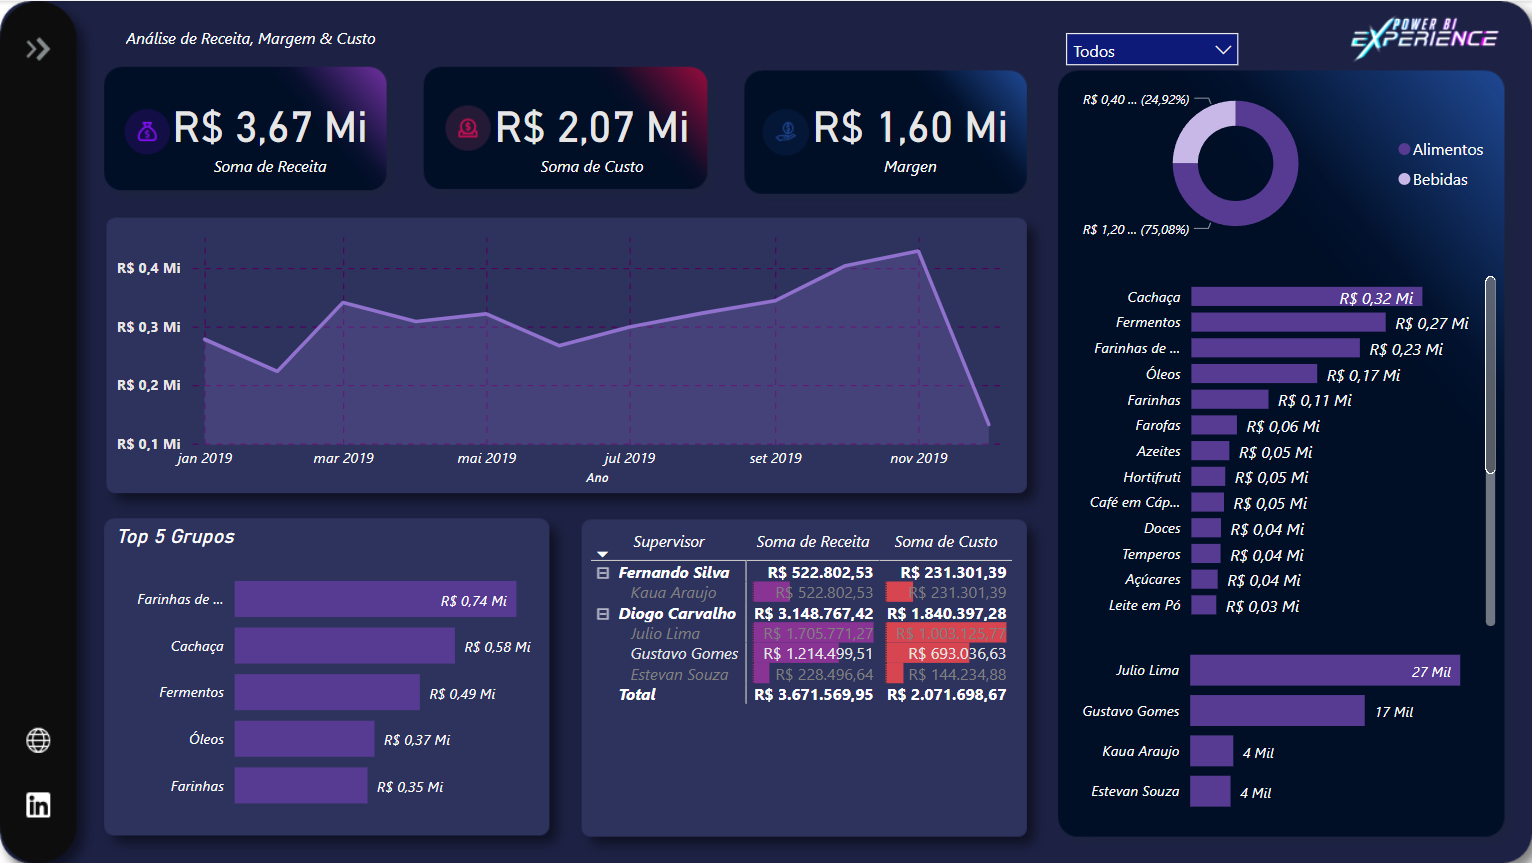 Análise de Receita, Margem & Custo
Todos
POWER BI
EXPERIENCE
R$ 3,67 Mi
Soma de Receita
R$ 2,07 Mi
Soma de Custo
R$ 1,60 Mi
Margen
R$ 0,4 Mi
R$ 0,3 Mi
R$ 0,2 Mi
R$ 0,1 Mi
jan 2019 mar 2019 mai 2019 jul 2019 set 2019 nov 2019
Ano
Top 5 Grupos
Farinhas de ... R$ 0,74 Mi
Cachaça R$ 0,58 Mi
Fermentos R$ 0,49 Mi
Óleos R$ 0,37 Mi
Farinhas R$ 0,35 Mi
Supervisor Soma de Receita Soma de Custo
Fernando Silva R$ 522.802,53 R$ 231.301,39
Kaua Araujo R$ 522.802,53 R$ 231.301,39
Diogo Carvalho R$ 3.148.767,42 R$ 1.840.397,28
Julio Lima R$ 1.705.771,27 R$ 1.003.125,77
Gustavo Gomes R$ 1.214.499,51 R$ 693.036,63
Estevan Souza R$ 228.496,64 R$ 144.234,88
Total R$ 3.671.569,95 R$ 2.071.698,67
R$ 0,40 ... (24,92%)
R$ 1,20 ... (75,08%)
Alimentos
Bebidas
Cachaça R$ 0,32 Mi
Fermentos R$ 0,27 Mi
Farinhas de ... R$ 0,23 Mi
Óleos R$ 0,17 Mi
Farinhas R$ 0,11 Mi
Farofas R$ 0,06 Mi
Azeites R$ 0,05 Mi
Hortifruti R$ 0,05 Mi
Café em Cáp... R$ 0,05 Mi
Doces R$ 0,04 Mi
Temperos R$ 0,04 Mi
Açúcares R$ 0,04 Mi
Leite em Pó R$ 0,03 Mi
Julio Lima 27 Mil
Gustavo Gomes 17 Mil
Kaua Araujo 4 Mil
Estevan Souza 4 Mil
in